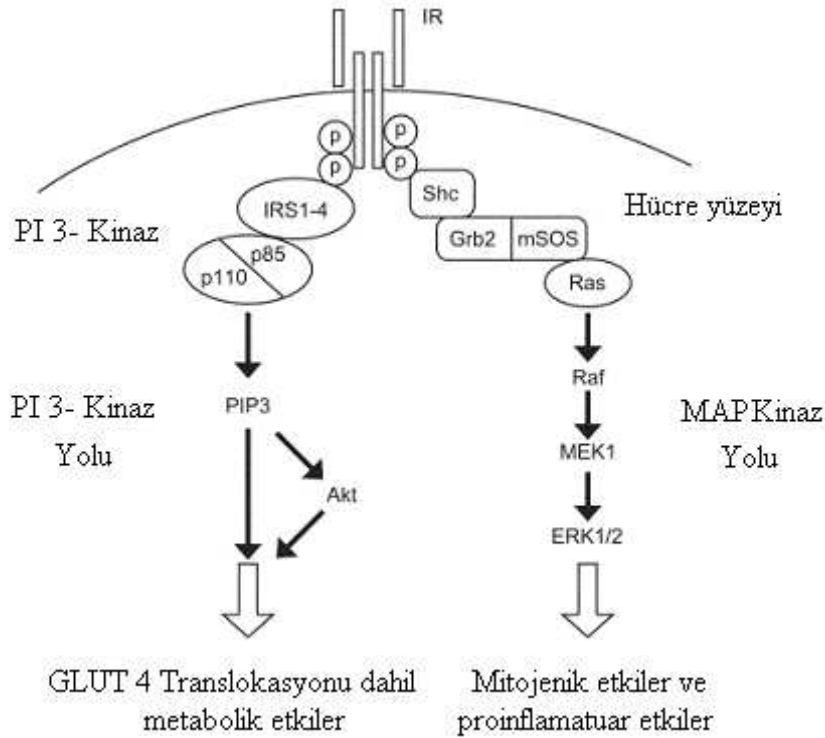 IR
P
P
P
P
IRS1-4
Shc
Hücre yüzeyi
PI 3- Kinaz
p85
p110
Grb2
mSOS
Ras
PI 3- Kinaz
Yolu
PIP3
Akt
Raf
MEK1
ERK1/2
MAPKinaz
Yolu
GLUT 4 Translokasyonu dahil
metabolik etkiler
Mitojenik etkiler ve
proinflamatuar etkiler